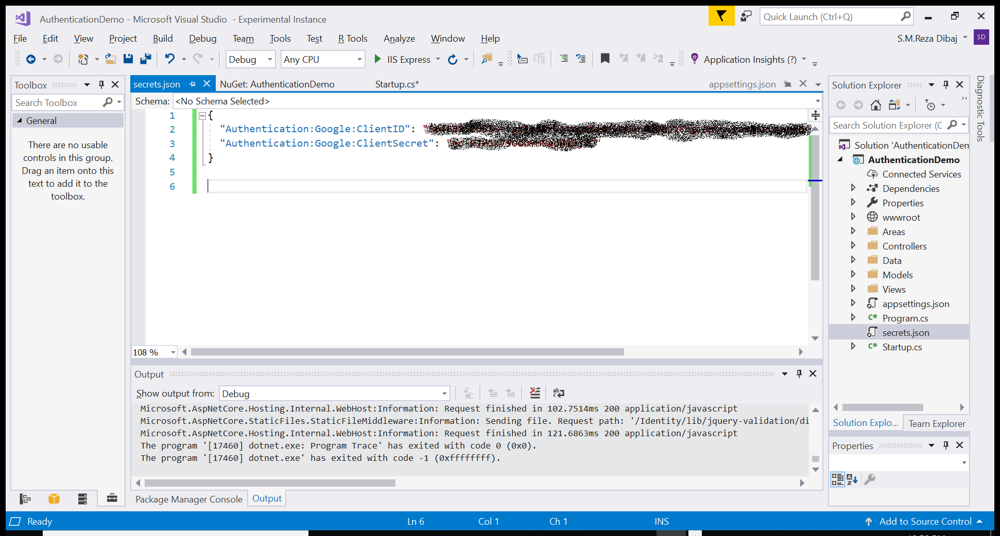 AuthenticationDemo - Microsoft Visual Studio - Experimental Instance
Quick Launch (Ctrl+Q)
File Edit View Project Build Debug Team Tools Test R Tools Analyze Window Help
S.M.Reza Dibaj SD
Debug Any CPU IIS Express Application Insights (?)
Toolbox
Search Toolbox
General
There are no usable
controls in this group.
Drag an item onto this
text to add it to the
toolbox.
secrets.json NuGet: AuthenticationDemo Startup.cs* appsettings.json
Schema: <No Schema Selected>
1 {
2 "Authentication:Google:ClientID": "
3 "Authentication:Google:ClientSecret": " "
4 }
5
6
108 %
Output
Show output from: Debug
Microsoft.AspNetCore.Hosting.Internal.WebHost:Information: Request finished in 102.7514ms 200 application/javascript
Microsoft.AspNetCore.StaticFiles.StaticFileMiddleware:Information: Sending file. Request path: '/Identity/lib/jquery-validation/di
Microsoft.AspNetCore.Hosting.Internal.WebHost:Information: Request finished in 121.6863ms 200 application/javascript
The program '[17460] dotnet.exe: Program Trace' has exited with code 0 (0x0).
The program '[17460] dotnet.exe' has exited with code -1 (0xffffffff).
Package Manager Console Output
Solution Explorer
Search Solution Explorer (C
Solution 'AuthenticationDem
AuthenticationDemo
Connected Services
Dependencies
Properties
wwwroot
Areas
Controllers
Data
Models
Views
appsettings.json
C# Program.cs
secrets.json
C# Startup.cs
Solution Explo... Team Explorer
Properties
Diagnostic Tools
Ready Ln 6 Col 1 Ch 1 INS Add to Source Control